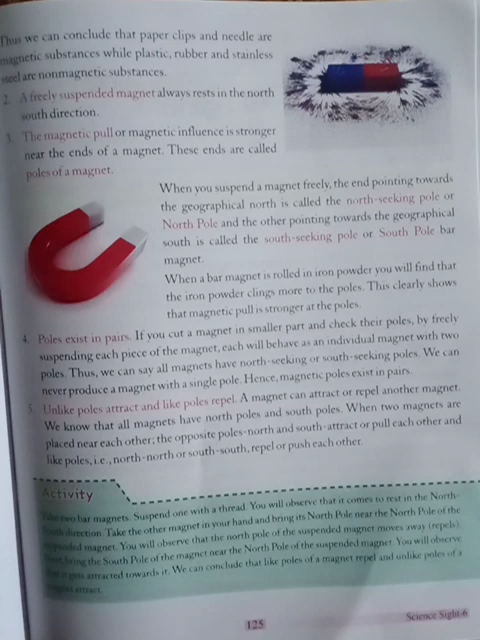 Thus we can conclude that paper clips and needle are
magnetic substances while plastic, rubber and stainless
steel are nonmagnetic substances.
2. A freely suspended magnet always rests in the north
south direction.
3. The magnetic pull or magnetic influence is stronger
near the ends of a magnet. These ends are called
poles of a magnet.
When you suspend a magnet freely, the end pointing towards
the geographical north is called the north-seeking pole or
North Pole and the other pointing towards the geographical
south is called the south-seeking pole or South Pole bar
magnet.
When a bar magnet is rolled in iron powder you will find that
the iron powder clings more to the poles. This clearly shows
that magnetic pull is stronger at the poles.
4. Poles exist in pairs. If you cut a magnet in smaller part and check their poles, by freely
suspending each piece of the magnet, each will behave as an individual magnet with two
poles. Thus, we can say all magnets have north-seeking or south-seeking poles. We can
never produce a magnet with a single pole. Hence, magnetic poles exist in pairs.
5. Unlike poles attract and like poles repel. A magnet can attract or repel another magnet.
We know that all magnets have north poles and south poles. When two magnets are
placed near each other; the opposite poles-north and south-attract or pull each other and
like poles, i.e., north-north or south-south, repel or push each other.
Activity
Take two bar magnets. Suspend one with a thread. You will observe that it comes to rest in the North-
South direction. Take the other magnet in your hand and bring its North Pole near the North Pole of the
suspended magnet. You will observe that the north pole of the suspended magnet moves away (repels).
bring the South Pole of the magnet near the North Pole of the suspended magnet. You will observe
that it gets attracted towards it. We can conclude that like poles of a magnet repel and unlike poles of a
magnet attract.
125
Science Sight-6